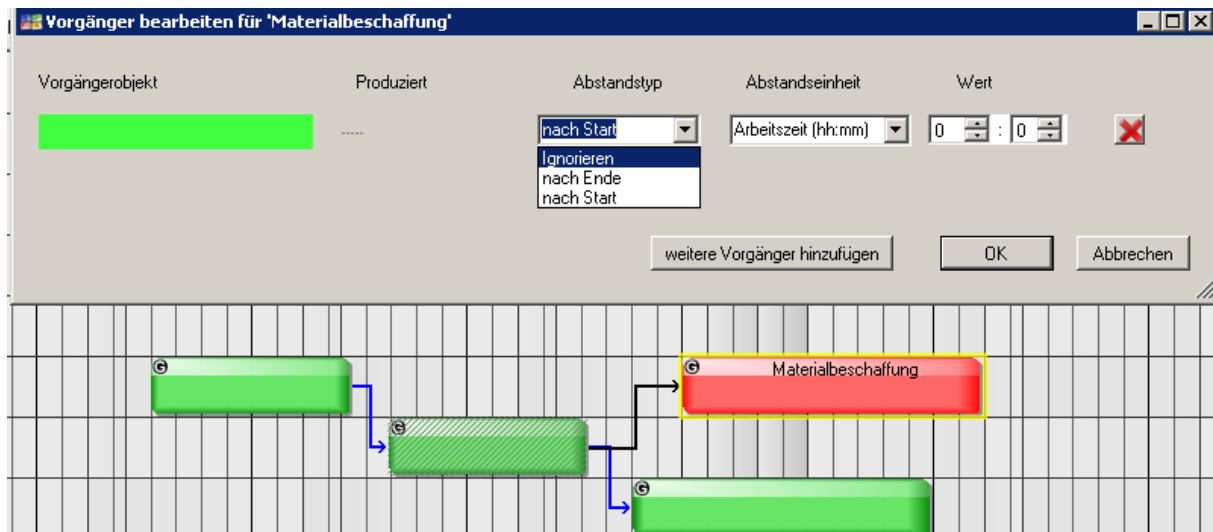 Vorgänger bearbeiten für 'Materialbeschaffung'
Vorgängerobjekt Produziert Abstandstyp Abstandseinheit Wert
----- nach Start Arbeitszeit (hh:mm) 0 : 0
Ignorieren
nach Ende
nach Start
weitere Vorgänger hinzufügen OK Abbrechen
G G Materialbeschaffung
G
G